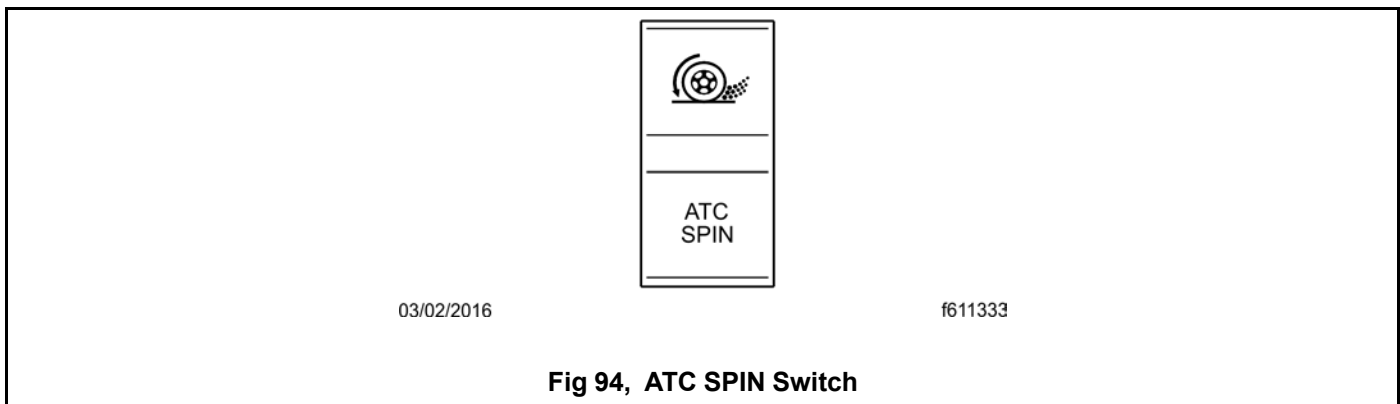 ATC
SPIN
03/02/2016 f611333
Fig 94, ATC SPIN Switch